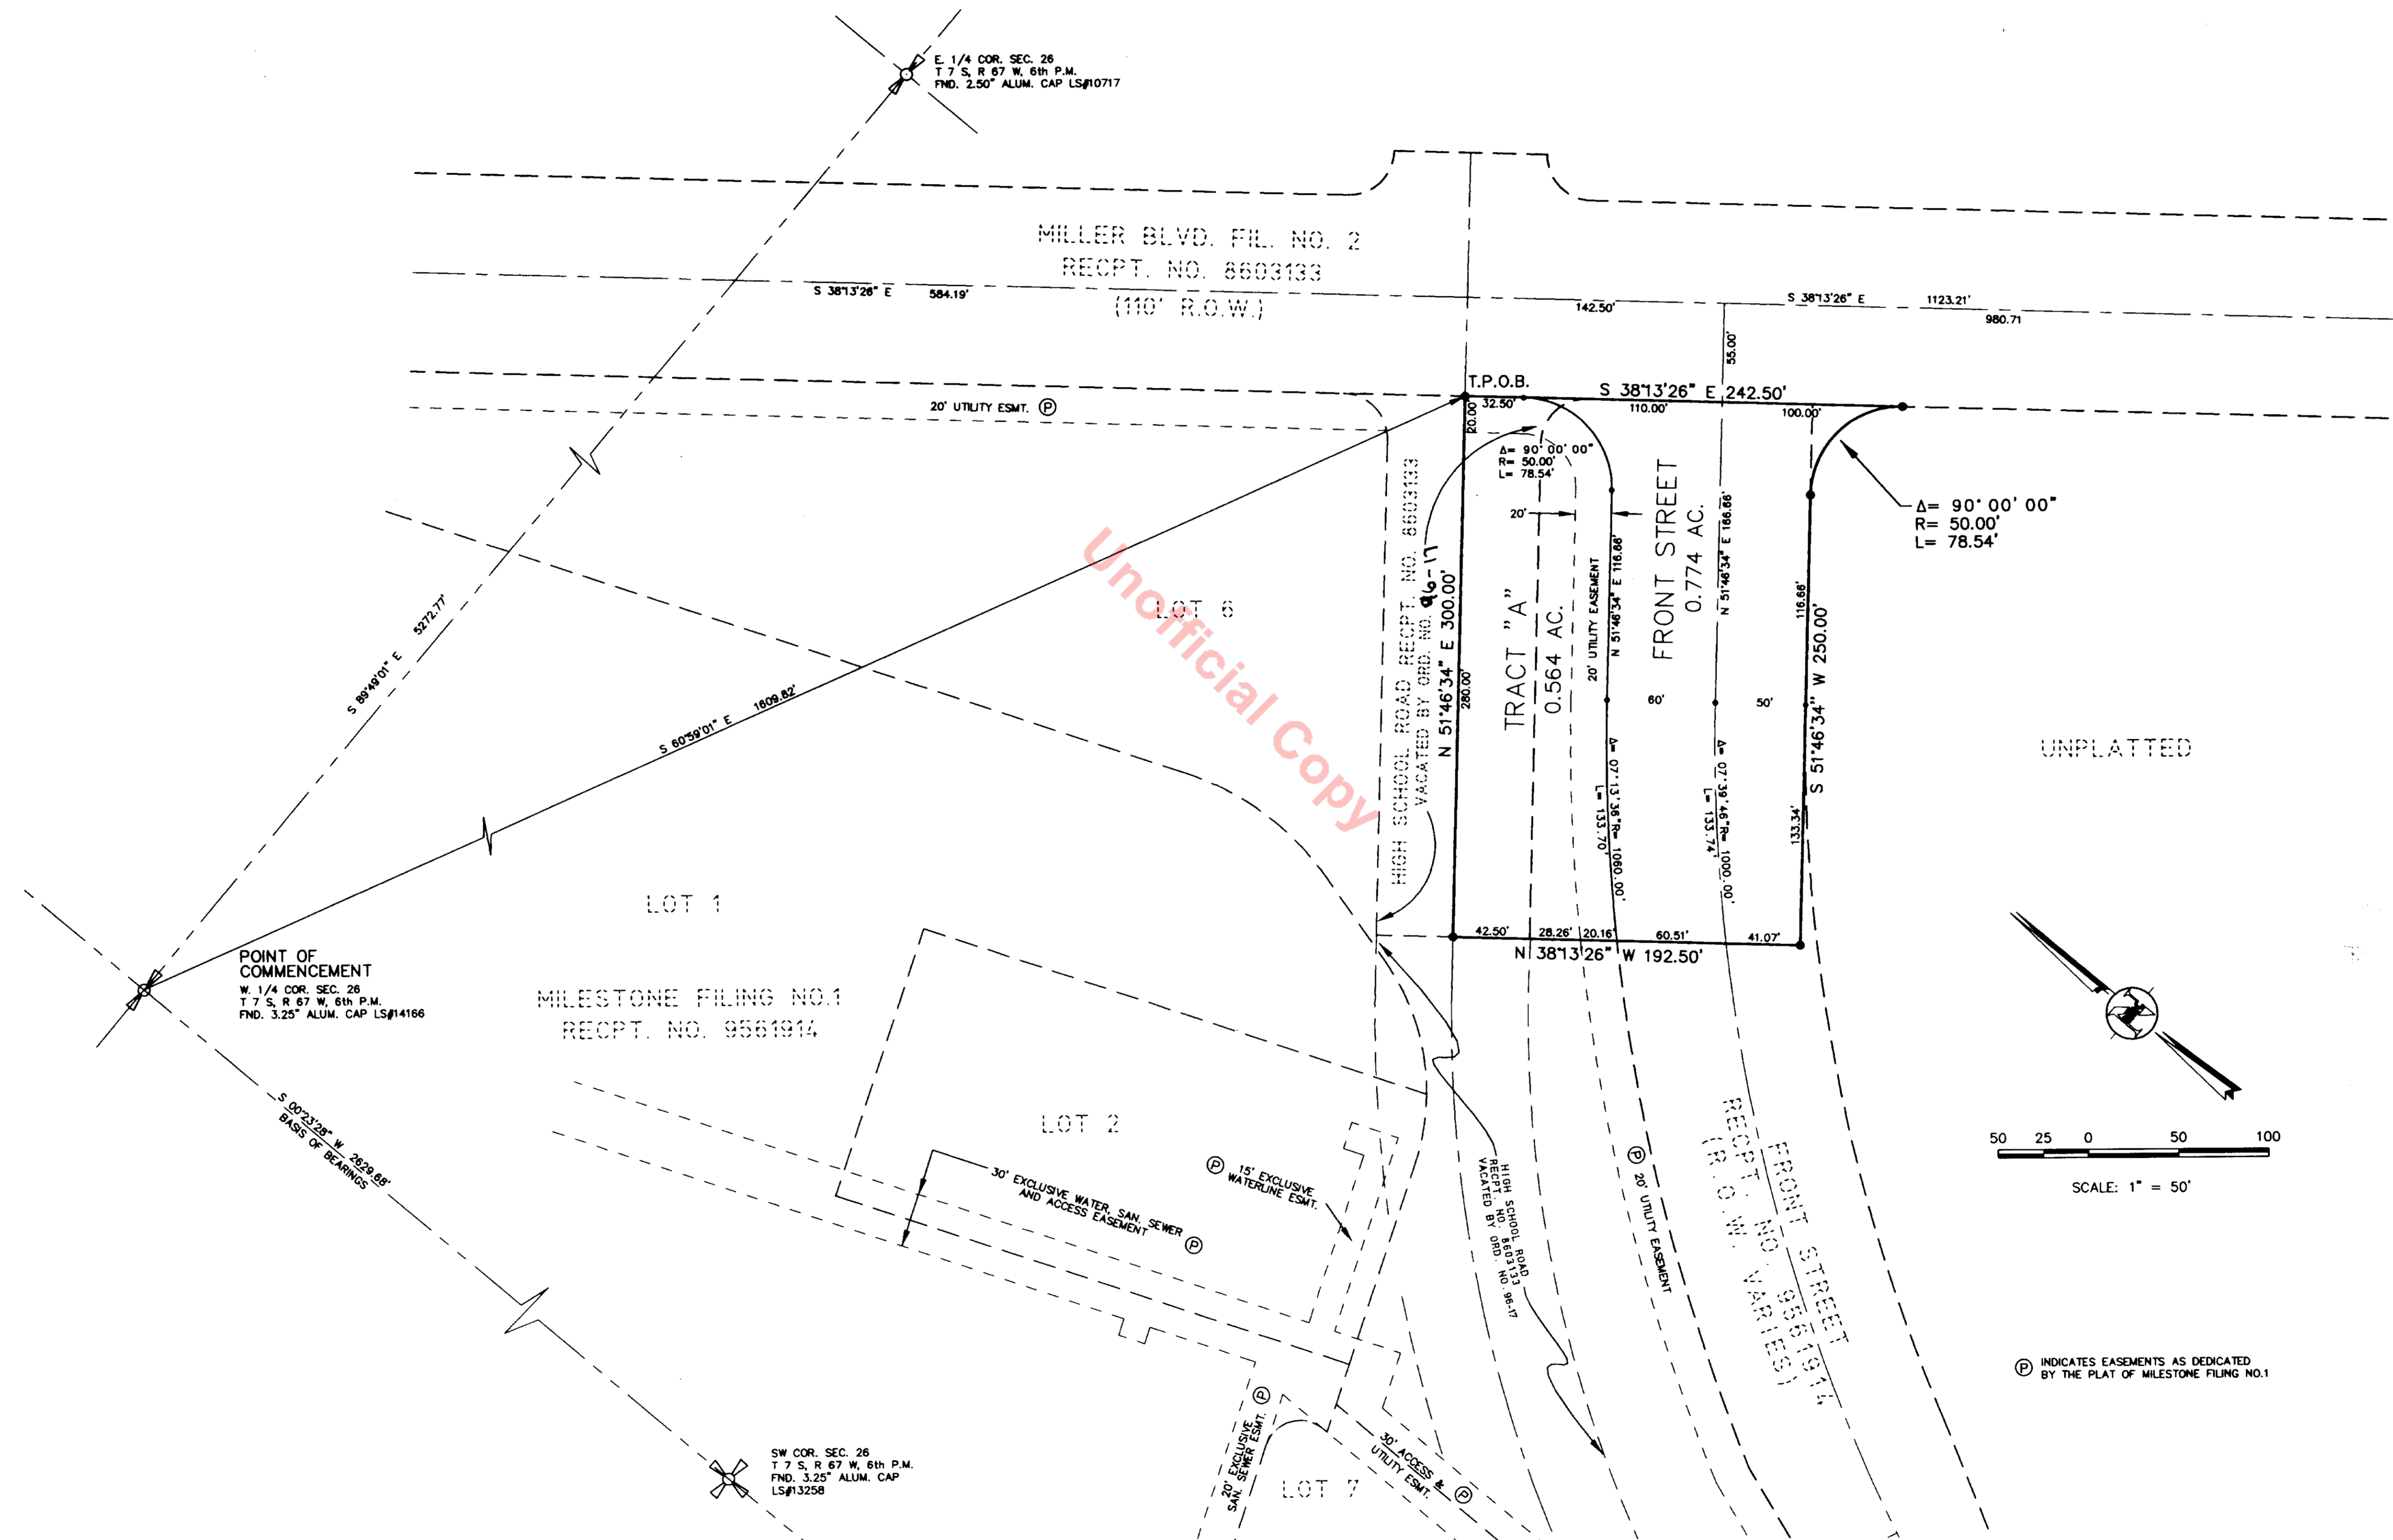 E. 1/4 COR. SEC. 26
T 7 S, R 67 W, 6th P.M.
FND. 2.50" ALUM. CAP LS#10717
MILLER BLVD. FIL. NO. 2
RECPT. NO. 8603133
(110' R.O.W.)
S 38°13'26" E 584.19'
142.50'
S 38°13'26" E 1123.21'
980.71
55.00'
T.P.O.B.
S 38°13'26" E 242.50'
32.50'
110.00'
100.00'
20.00'
20' UTILITY ESMT. (P)
Δ= 90° 00' 00"
R= 50.00'
L= 78.54'
Δ= 90° 00' 00"
R= 50.00'
L= 78.54'
20'
HIGH SCHOOL ROAD RECPT. NO. 8603133
VACATED BY ORD. NO. 96-17
N 51°46'34" E 300.00'
280.00'
TRACT "A"
0.564 AC.
20' UTILITY EASEMENT
N 51°46'34" E 116.66'
FRONT STREET
0.774 AC.
N 51°46'34" E 166.66'
116.66'
S 51°46'34" W 250.00'
60'
50'
Δ= 07°13'36" R= 1060.00'
L= 133.70'
Δ= 07°39'46" R= 1000.00'
L= 133.74'
133.34'
UNPLATTED
LOT 6
Unofficial Copy
S 89°49'01" E 5272.77'
S 60°59'01" E 1609.82'
LOT 1
42.50'
28.26'
20.16'
60.51'
41.07'
N 38°13'26" W 192.50'
POINT OF
COMMENCEMENT
W. 1/4 COR. SEC. 26
T 7 S, R 67 W, 6th P.M.
FND. 3.25" ALUM. CAP LS#14166
MILESTONE FILING NO.1
RECPT. NO. 9561914
S 00°23'28" W 2629.68'
BASIS OF BEARINGS
LOT 2
30' EXCLUSIVE WATER, SAN. SEWER
AND ACCESS EASEMENT (P)
(P) 15' EXCLUSIVE
WATERLINE ESMT.
HIGH SCHOOL ROAD
RECPT. NO. 8603133
VACATED BY ORD. NO. 96-17
(P) 20' UTILITY EASEMENT
FRONT STREET
RECPT. NO. 9561914
(R.O.W. VARIES)
50 25 0 50 100
SCALE: 1" = 50'
(P) INDICATES EASEMENTS AS DEDICATED
BY THE PLAT OF MILESTONE FILING NO.1
SW COR. SEC. 26
T 7 S, R 67 W, 6th P.M.
FND. 3.25" ALUM. CAP
LS#13258
20' EXCLUSIVE
SAN. SEWER ESMT. (P)
LOT 7
30' ACCESS &
UTILITY ESMT. (P)